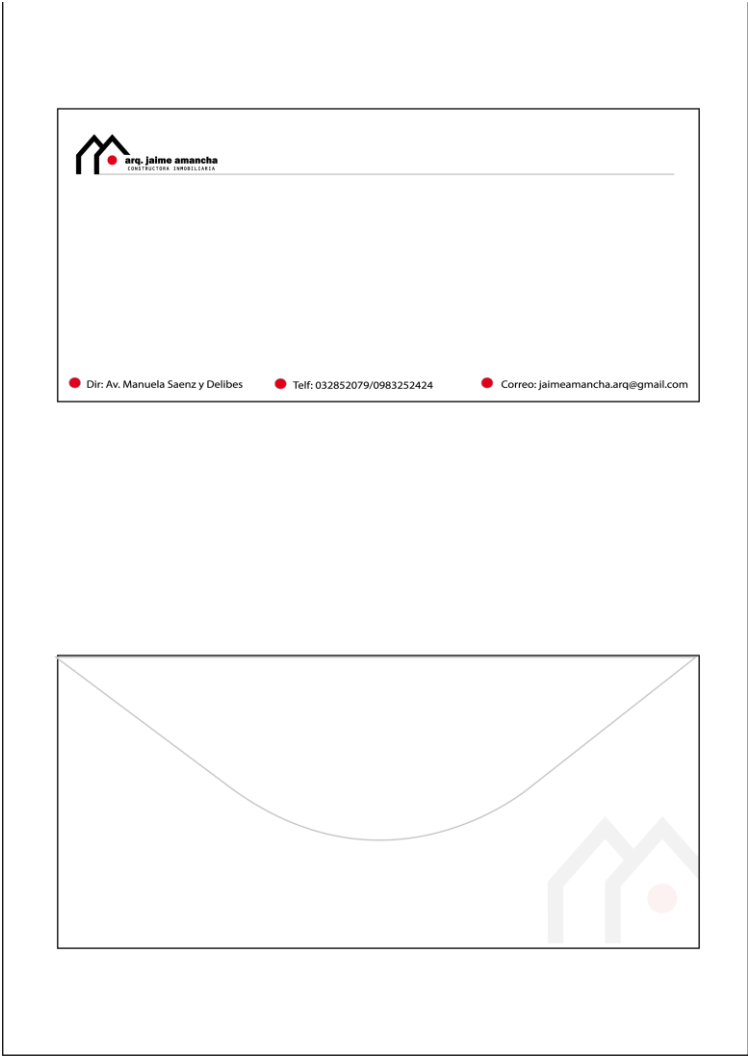 arq. jaime amancha
CONSTRUCTORA INMOBILIARIA
Dir: Av. Manuela Saenz y Delibes
Telf: 032852079/0983252424
Correo: jaimeamancha.arq@gmail.com